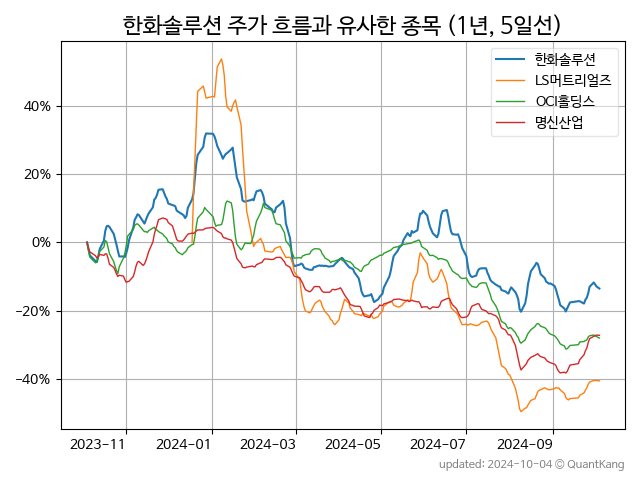 한화솔루션 주가 흐름과 유사한 종목 (1년, 5일선)
한화솔루션
LS머트리얼즈
OCI홀딩스
명신산업
40%
20%
0%
−20%
−40%
2023-11 2024-01 2024-03 2024-05 2024-07 2024-09
updated: 2024-10-04 © QuantKang